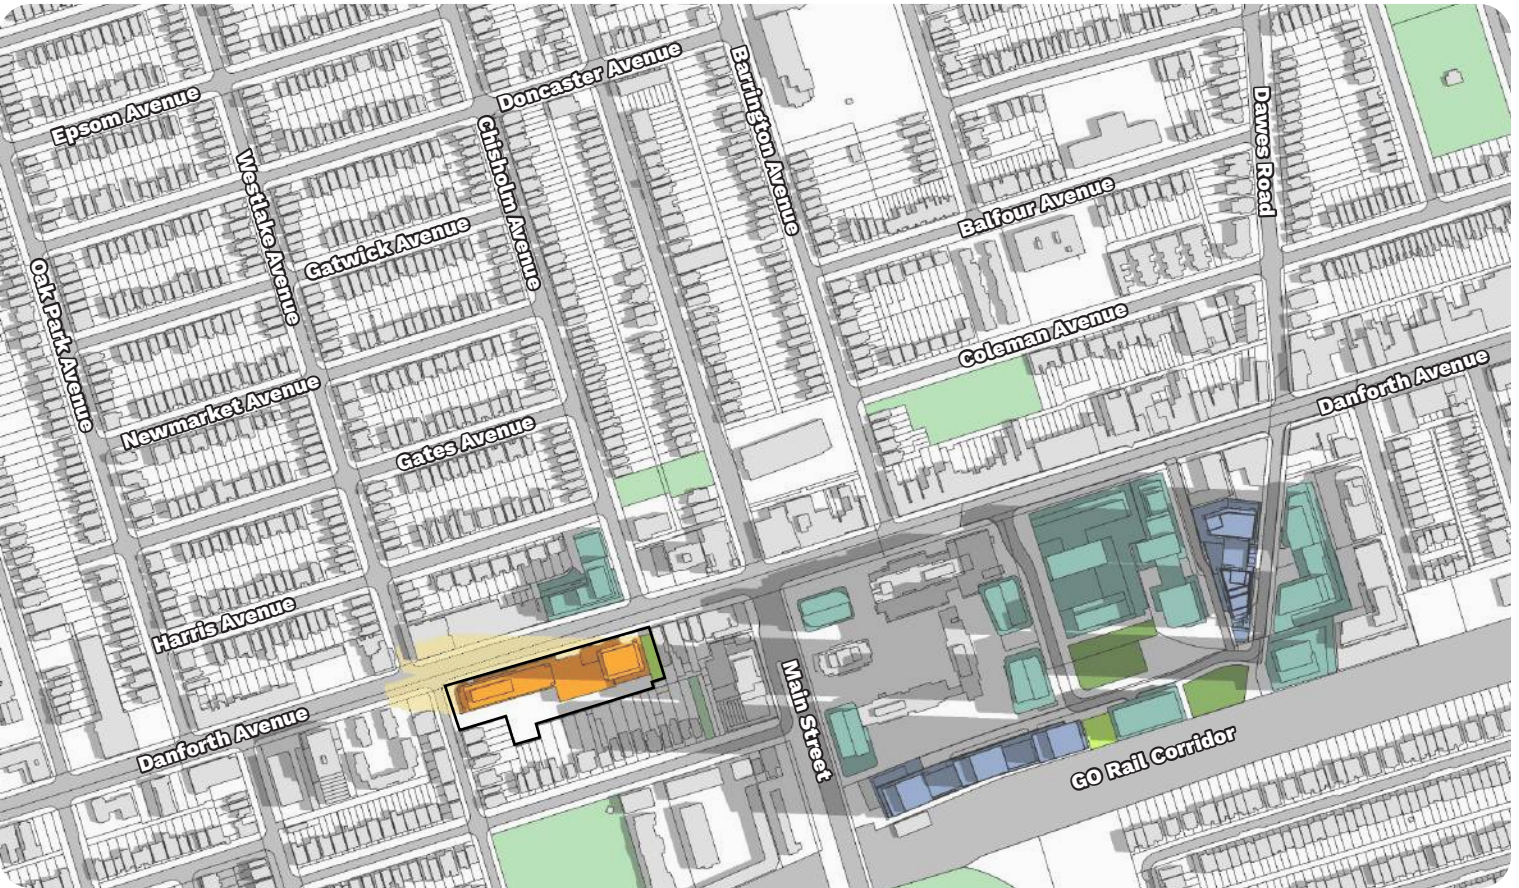 Doncaster Avenue
Epsom Avenue
Barrington Avenue
Dawes Road
Chisholm Avenue
Westlake Avenue
Balfour Avenue
Gatwick Avenue
Oak Park Avenue
Coleman Avenue
Danforth Avenue
Newmarket Avenue
Gates Avenue
Harris Avenue
Main Street
Danforth Avenue
GO Rail Corridor